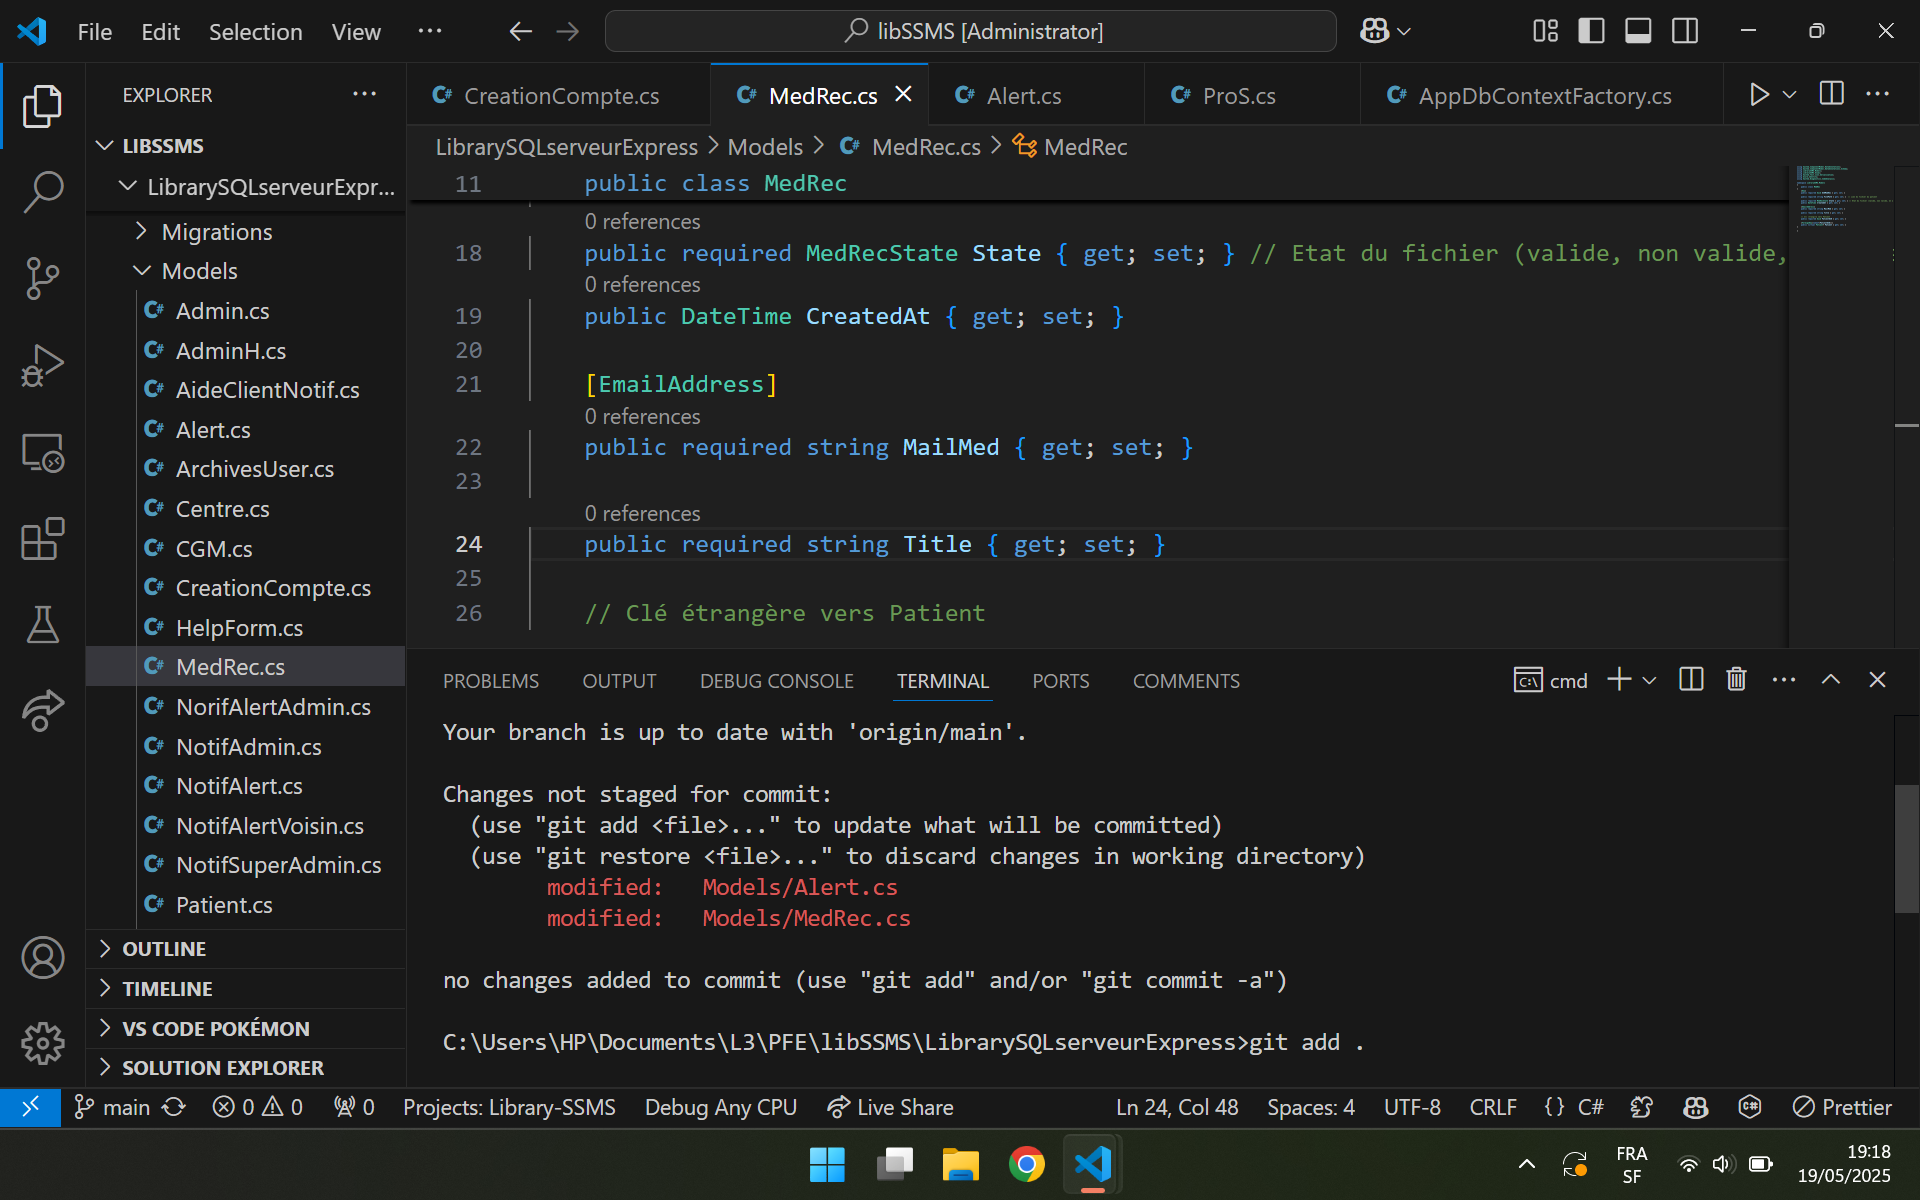 File Edit Selection View ...
libSSMS [Administrator]
EXPLORER ...
LIBSSMS
LibrarySQLserveurExpr...
Migrations
Models
Admin.cs
AdminH.cs
AideClientNotif.cs
Alert.cs
ArchivesUser.cs
Centre.cs
CGM.cs
CreationCompte.cs
HelpForm.cs
MedRec.cs
NorifAlertAdmin.cs
NotifAdmin.cs
NotifAlert.cs
NotifAlertVoisin.cs
NotifSuperAdmin.cs
Patient.cs
OUTLINE
TIMELINE
VS CODE POKÉMON
SOLUTION EXPLORER
CreationCompte.cs MedRec.cs Alert.cs ProS.cs AppDbContextFactory.cs
LibrarySQLserveurExpress > Models > MedRec.cs > MedRec
11 public class MedRec
0 references
18 public required MedRecState State { get; set; } // Etat du fichier (valide, non valide,
0 references
19 public DateTime CreatedAt { get; set; }
20
21 [EmailAddress]
0 references
22 public required string MailMed { get; set; }
23
0 references
24 public required string Title { get; set; }
25
26 // Clé étrangère vers Patient
PROBLEMS OUTPUT DEBUG CONSOLE TERMINAL PORTS COMMENTS
cmd
Your branch is up to date with 'origin/main'.
Changes not staged for commit:
(use "git add <file>..." to update what will be committed)
(use "git restore <file>..." to discard changes in working directory)
modified: Models/Alert.cs
modified: Models/MedRec.cs
no changes added to commit (use "git add" and/or "git commit -a")
C:\Users\HP\Documents\L3\PFE\libSSMS\LibrarySQLserveurExpress>git add .
main 0 0 0 Projects: Library-SSMS Debug Any CPU Live Share Ln 24, Col 48 Spaces: 4 UTF-8 CRLF {} C# Prettier
FRA
SF
19:18
19/05/2025